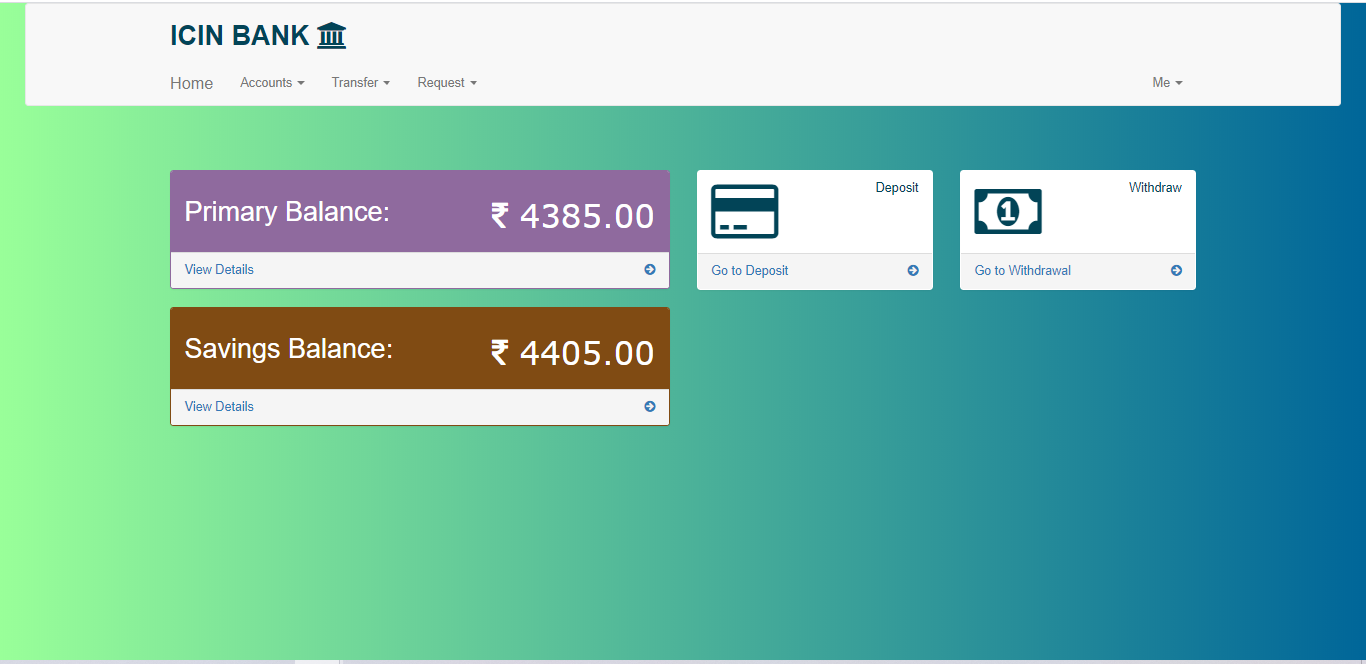 ICIN BANK
Home Accounts Transfer Request Me
Primary Balance: ₹ 4385.00
View Details
Deposit
Go to Deposit
Withdraw
1
Go to Withdrawal
Savings Balance: ₹ 4405.00
View Details